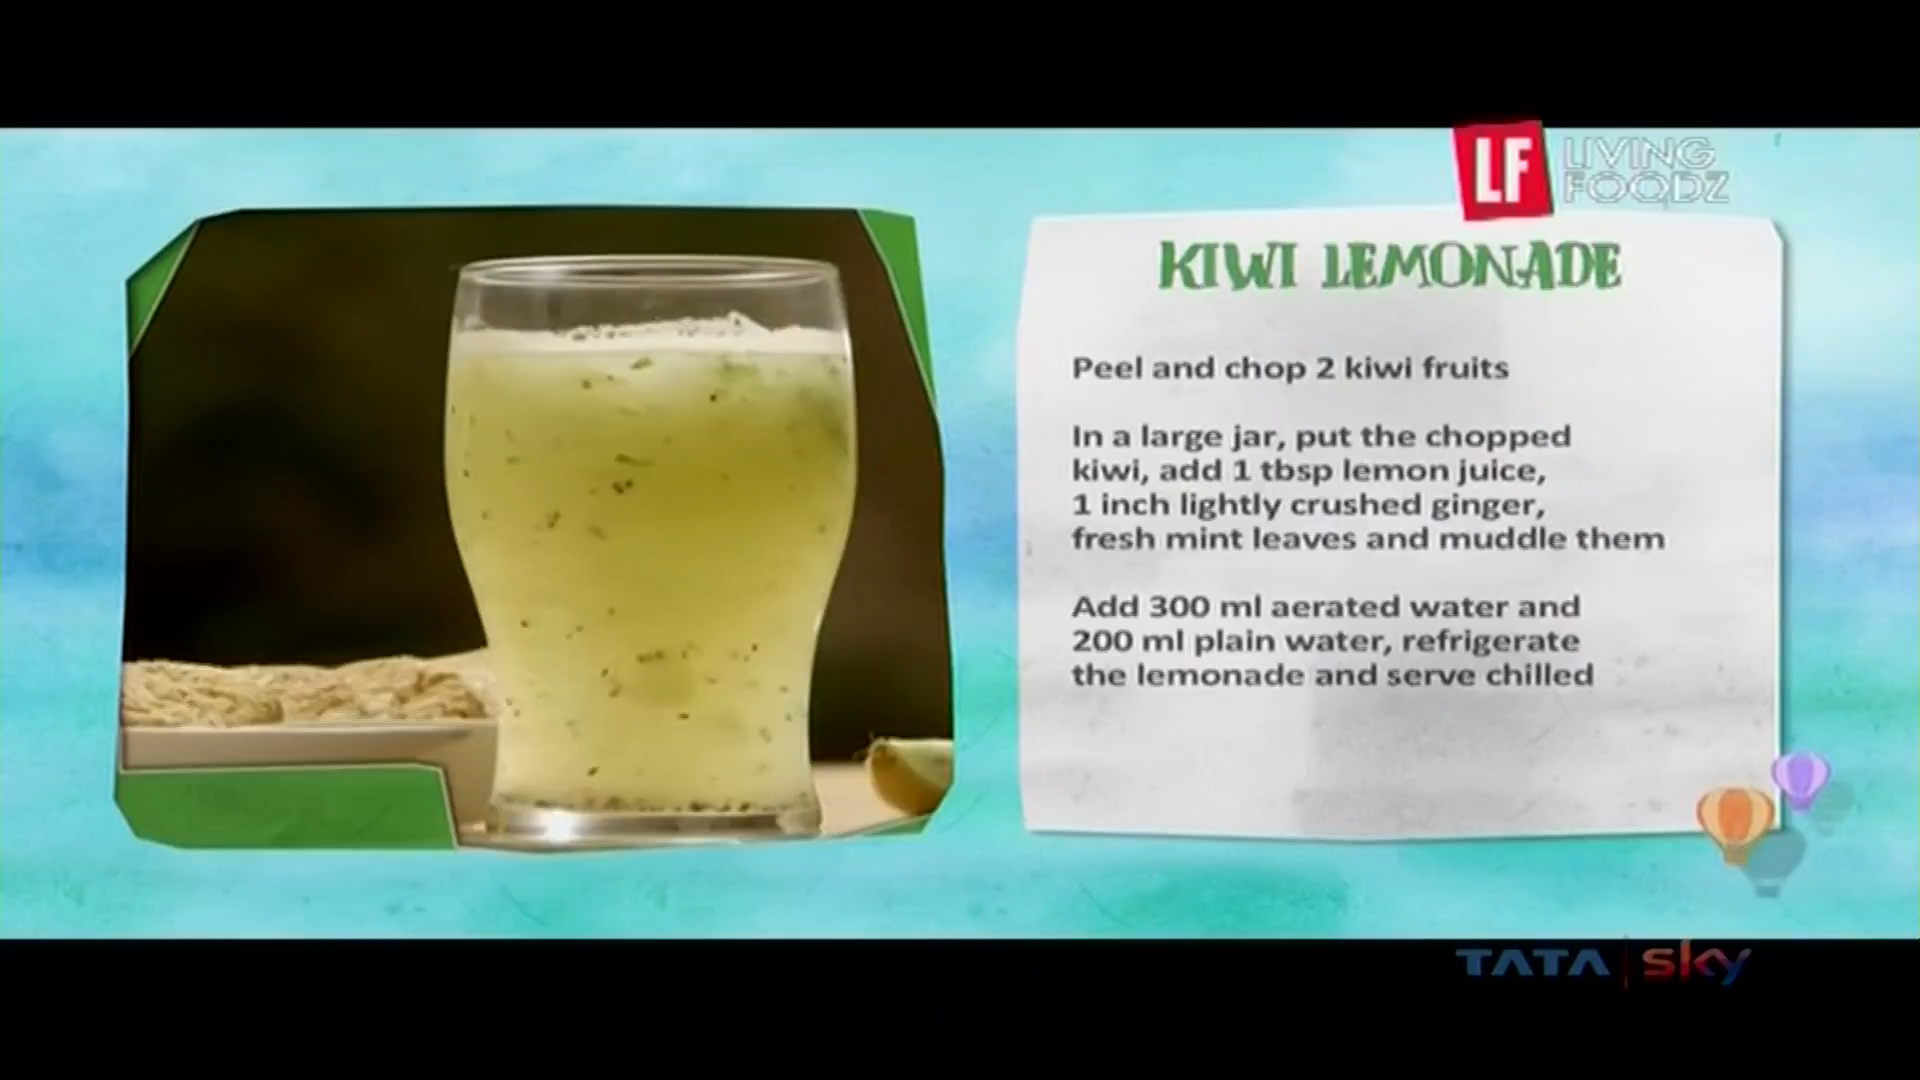 LF LIVING
FOODZ
KIWI LEMONADE
Peel and chop 2 kiwi fruits
In a large jar, put the chopped
kiwi, add 1 tbsp lemon juice,
1 inch lightly crushed ginger,
fresh mint leaves and muddle them
Add 300 ml aerated water and
200 ml plain water, refrigerate
the lemonade and serve chilled
TATA | sky